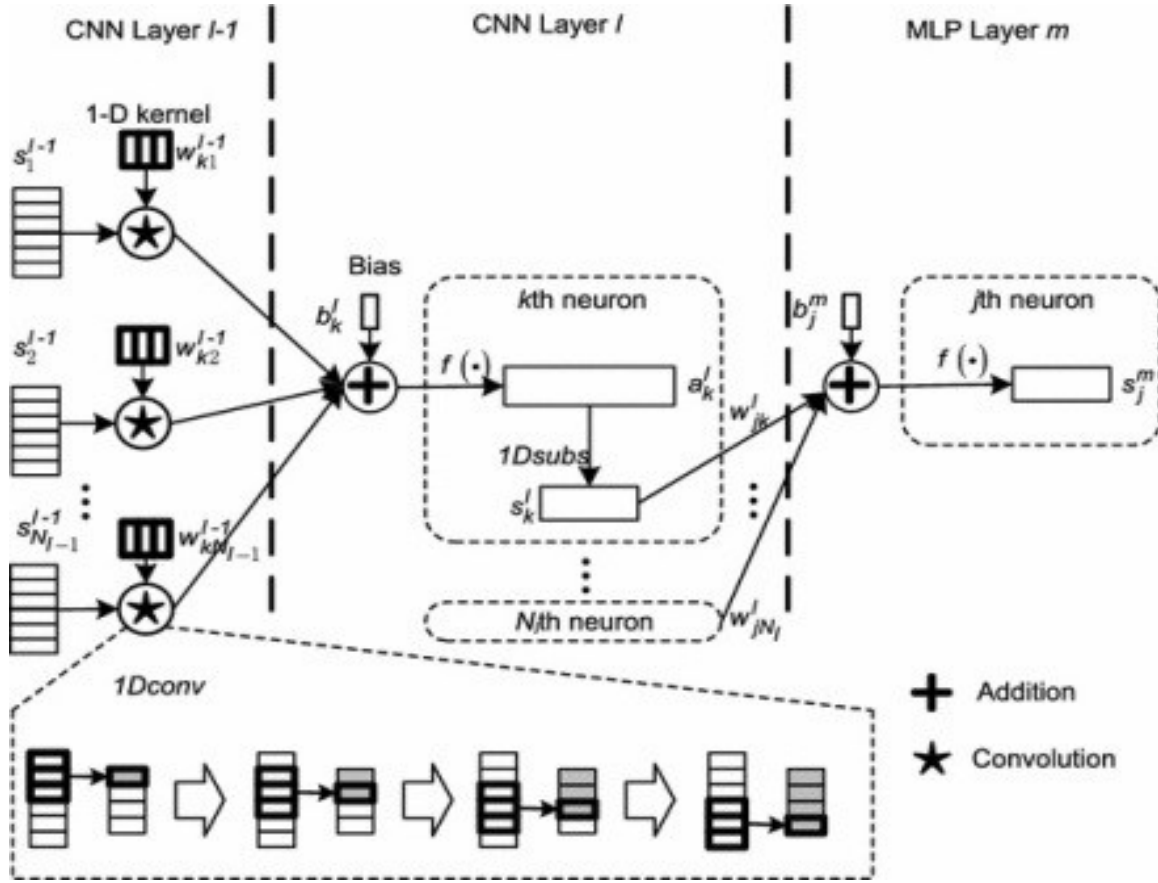 CNN Layer l-1
CNN Layer l
MLP Layer m
1-D kernel
s_1^{l-1}
w_{k1}^{l-1}
Bias
b_k^l
kth neuron
b_j^m
jth neuron
s_2^{l-1}
w_{k2}^{l-1}
f (•)
a_k^l
f (•)
s_j^m
w_{jk}^l
1Dsubs
s_k^l
s_{N_{l-1}}^{l-1}
w_{kN_{l-1}}^{l-1}
N_lth neuron
w_{jN_l}^l
1Dconv
Addition
Convolution